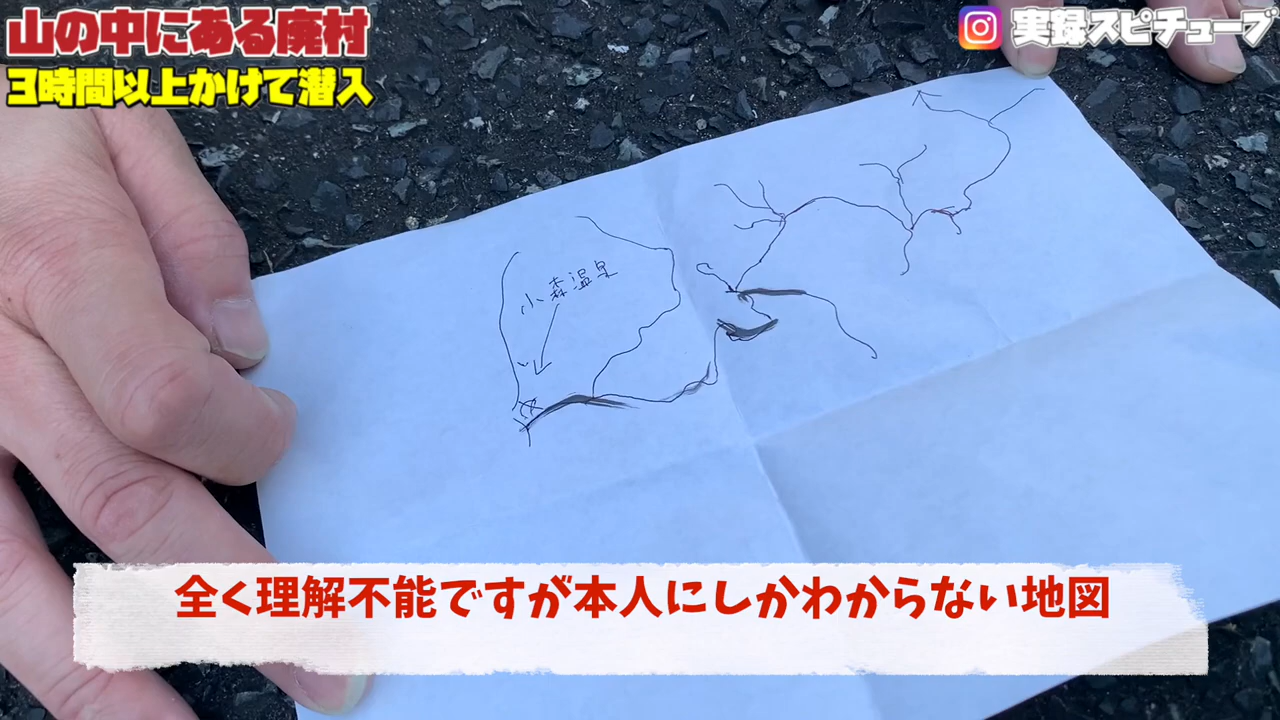 山の中にある廃村
3時間以上かけて潜入
実録スピチューブ
小森温泉
全く理解不能ですが本人にしかわからない地図